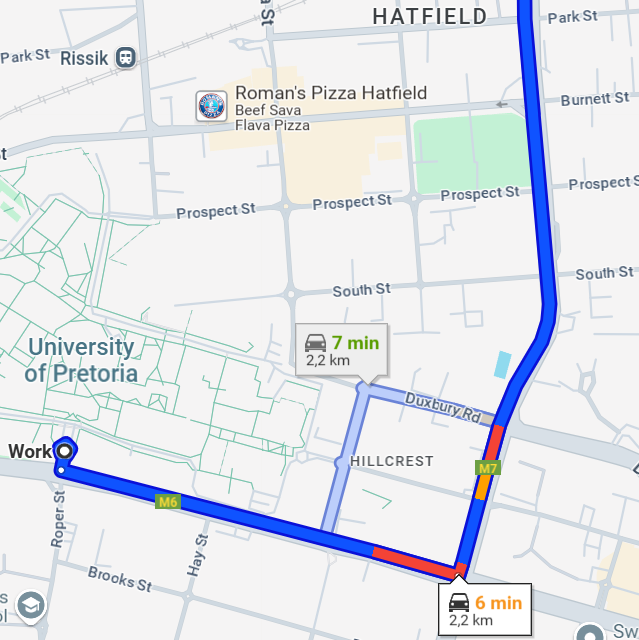 HATFIELD
Park St
a St
Park St
Rissik
Roman's Pizza Hatfield
Beef Sava
Flava Pizza
Burnett St
t
Prospect St
Prospect St
Prospect St
Prospect S
South St
South St
University
of Pretoria
7 min
2,2 km
Duxbury Rd
Work
HILLCREST
M7
M6
Roper St
Hay St
Brooks St
6 min
2,2 km
s
ol
Sw